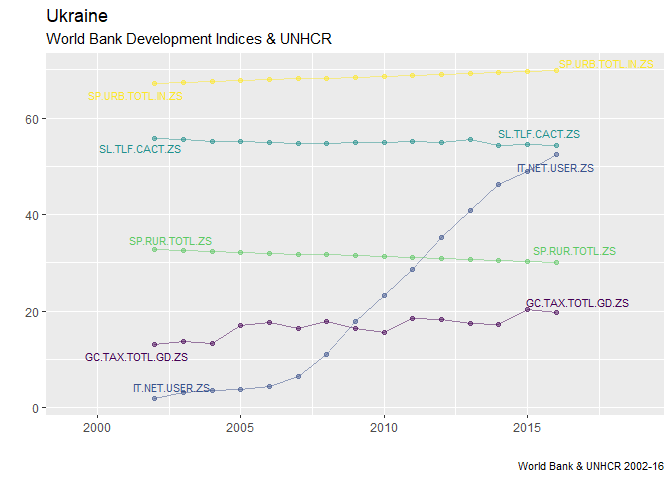 Ukraine
World Bank Development Indices & UNHCR
SP.URB.TOTL.IN.ZS
SP.URB.TOTL.IN.ZS
60
SL.TLF.CACT.ZS
SL.TLF.CACT.ZS
IT.NET.USER.ZS
40
SP.RUR.TOTL.ZS
SP.RUR.TOTL.ZS
20
GC.TAX.TOTL.GD.ZS
GC.TAX.TOTL.GD.ZS
IT.NET.USER.ZS
0
2000 2005 2010 2015
World Bank & UNHCR 2002-16